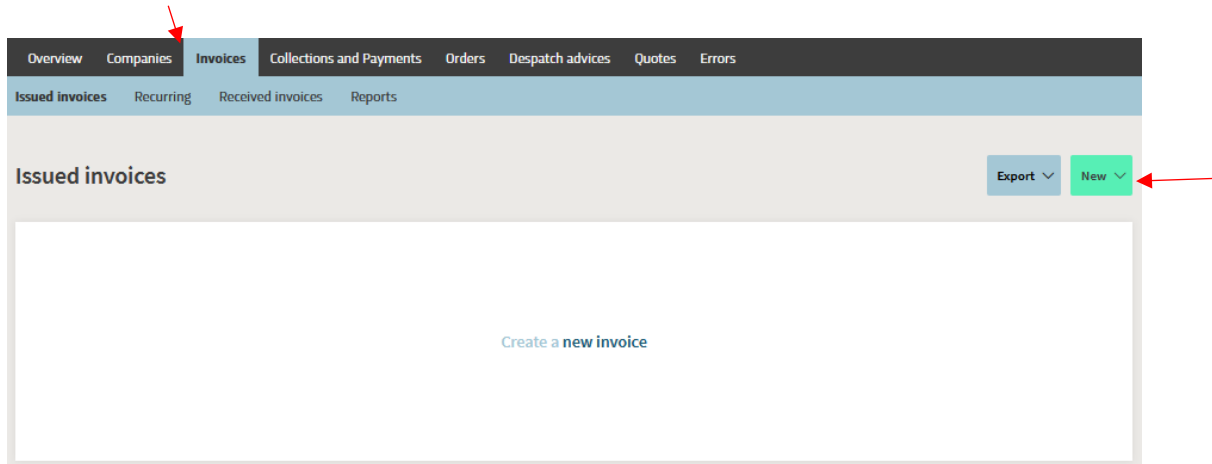 Overview Companies Invoices Collections and Payments Orders Despatch advices Quotes Errors
Issued invoices Recurring Received invoices Reports
Issued invoices Export New
Create a new invoice